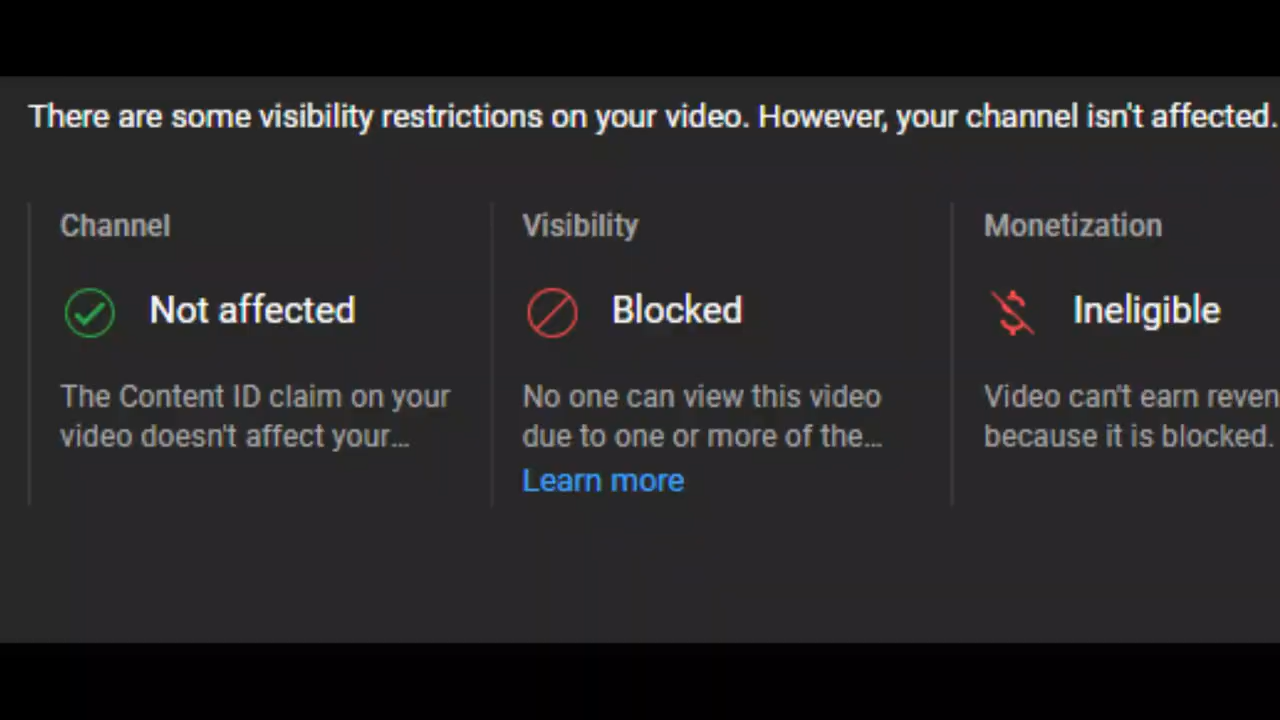 There are some visibility restrictions on your video. However, your channel isn't affected.
Channel
Not affected
The Content ID claim on your
video doesn't affect your...
Visibility
Blocked
No one can view this video
due to one or more of the...
Learn more
Monetization
Ineligible
Video can't earn reven
because it is blocked.